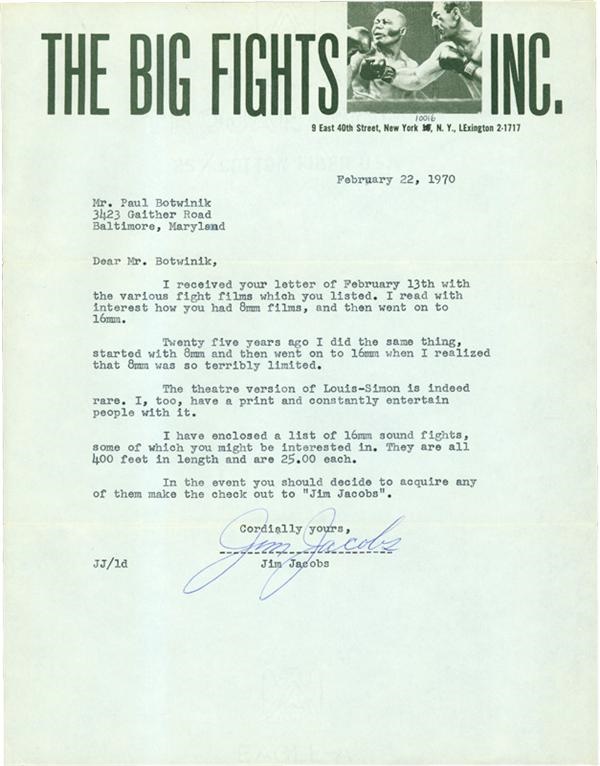 THE BIG FIGHTS INC.
10016
9 East 40th Street, New York 16, N. Y., LExington 2-1717
February 22, 1970
Mr. Paul Botwinik
3423 Gaither Road
Baltimore, Maryland
Dear Mr. Botwinik,
I received your letter of February 13th with
the various fight films which you listed. I read with
interest how you had 8mm films, and then went on to
16mm.
Twenty five years ago I did the same thing,
started with 8mm and then went on to 16mm when I realized
that 8mm was so terribly limited.
The theatre version of Louis-Simon is indeed
rare. I, too, have a print and constantly entertain
people with it.
I have enclosed a list of 16mm sound fights,
some of which you might be interested in. They are all
400 feet in length and are 25.00 each.
In the event you should decide to acquire any
of them make the check out to "Jim Jacobs".
Cordially yours,
Jim Jacobs
JJ/ld Jim Jacobs